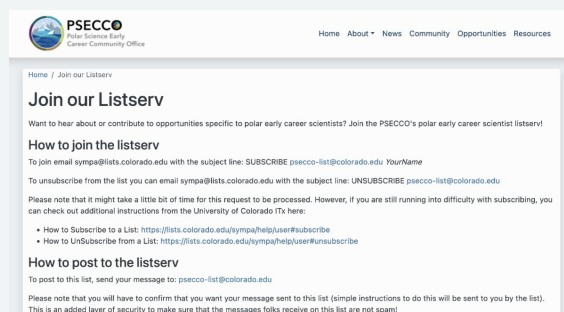 PSECCO
Polar Science Early
Career Community Office
Home About News Community Opportunities Resources
Home / Join our Listserv
Join our Listserv
Want to hear about or contribute to opportunities specific to polar early career scientists? Join the PSECCO's polar early career scientist listserv!
How to join the listserv
To join email sympa@lists.colorado.edu with the subject line: SUBSCRIBE psecco-list@colorado.edu YourName
To unsubscribe from the list you can email sympa@lists.colorado.edu with the subject line: UNSUBSCRIBE psecco-list@colorado.edu
Please note that it might take a little bit of time for this request to be processed. However, if you are still running into difficulty with subscribing, you
can check out additional instructions from the University of Colorado ITx here:
• How to Subscribe to a List: https://lists.colorado.edu/sympa/help/user#subscribe
• How to UnSubscribe from a List: https://lists.colorado.edu/sympa/help/user#unsubscribe
How to post to the listserv
To post to this list, send your message to: psecco-list@colorado.edu
Please note that you will have to confirm that you want your message sent to this list (simple instructions to do this will be sent to you by the list).
This is an added layer of security to make sure that the messages folks receive on this list are not spam!